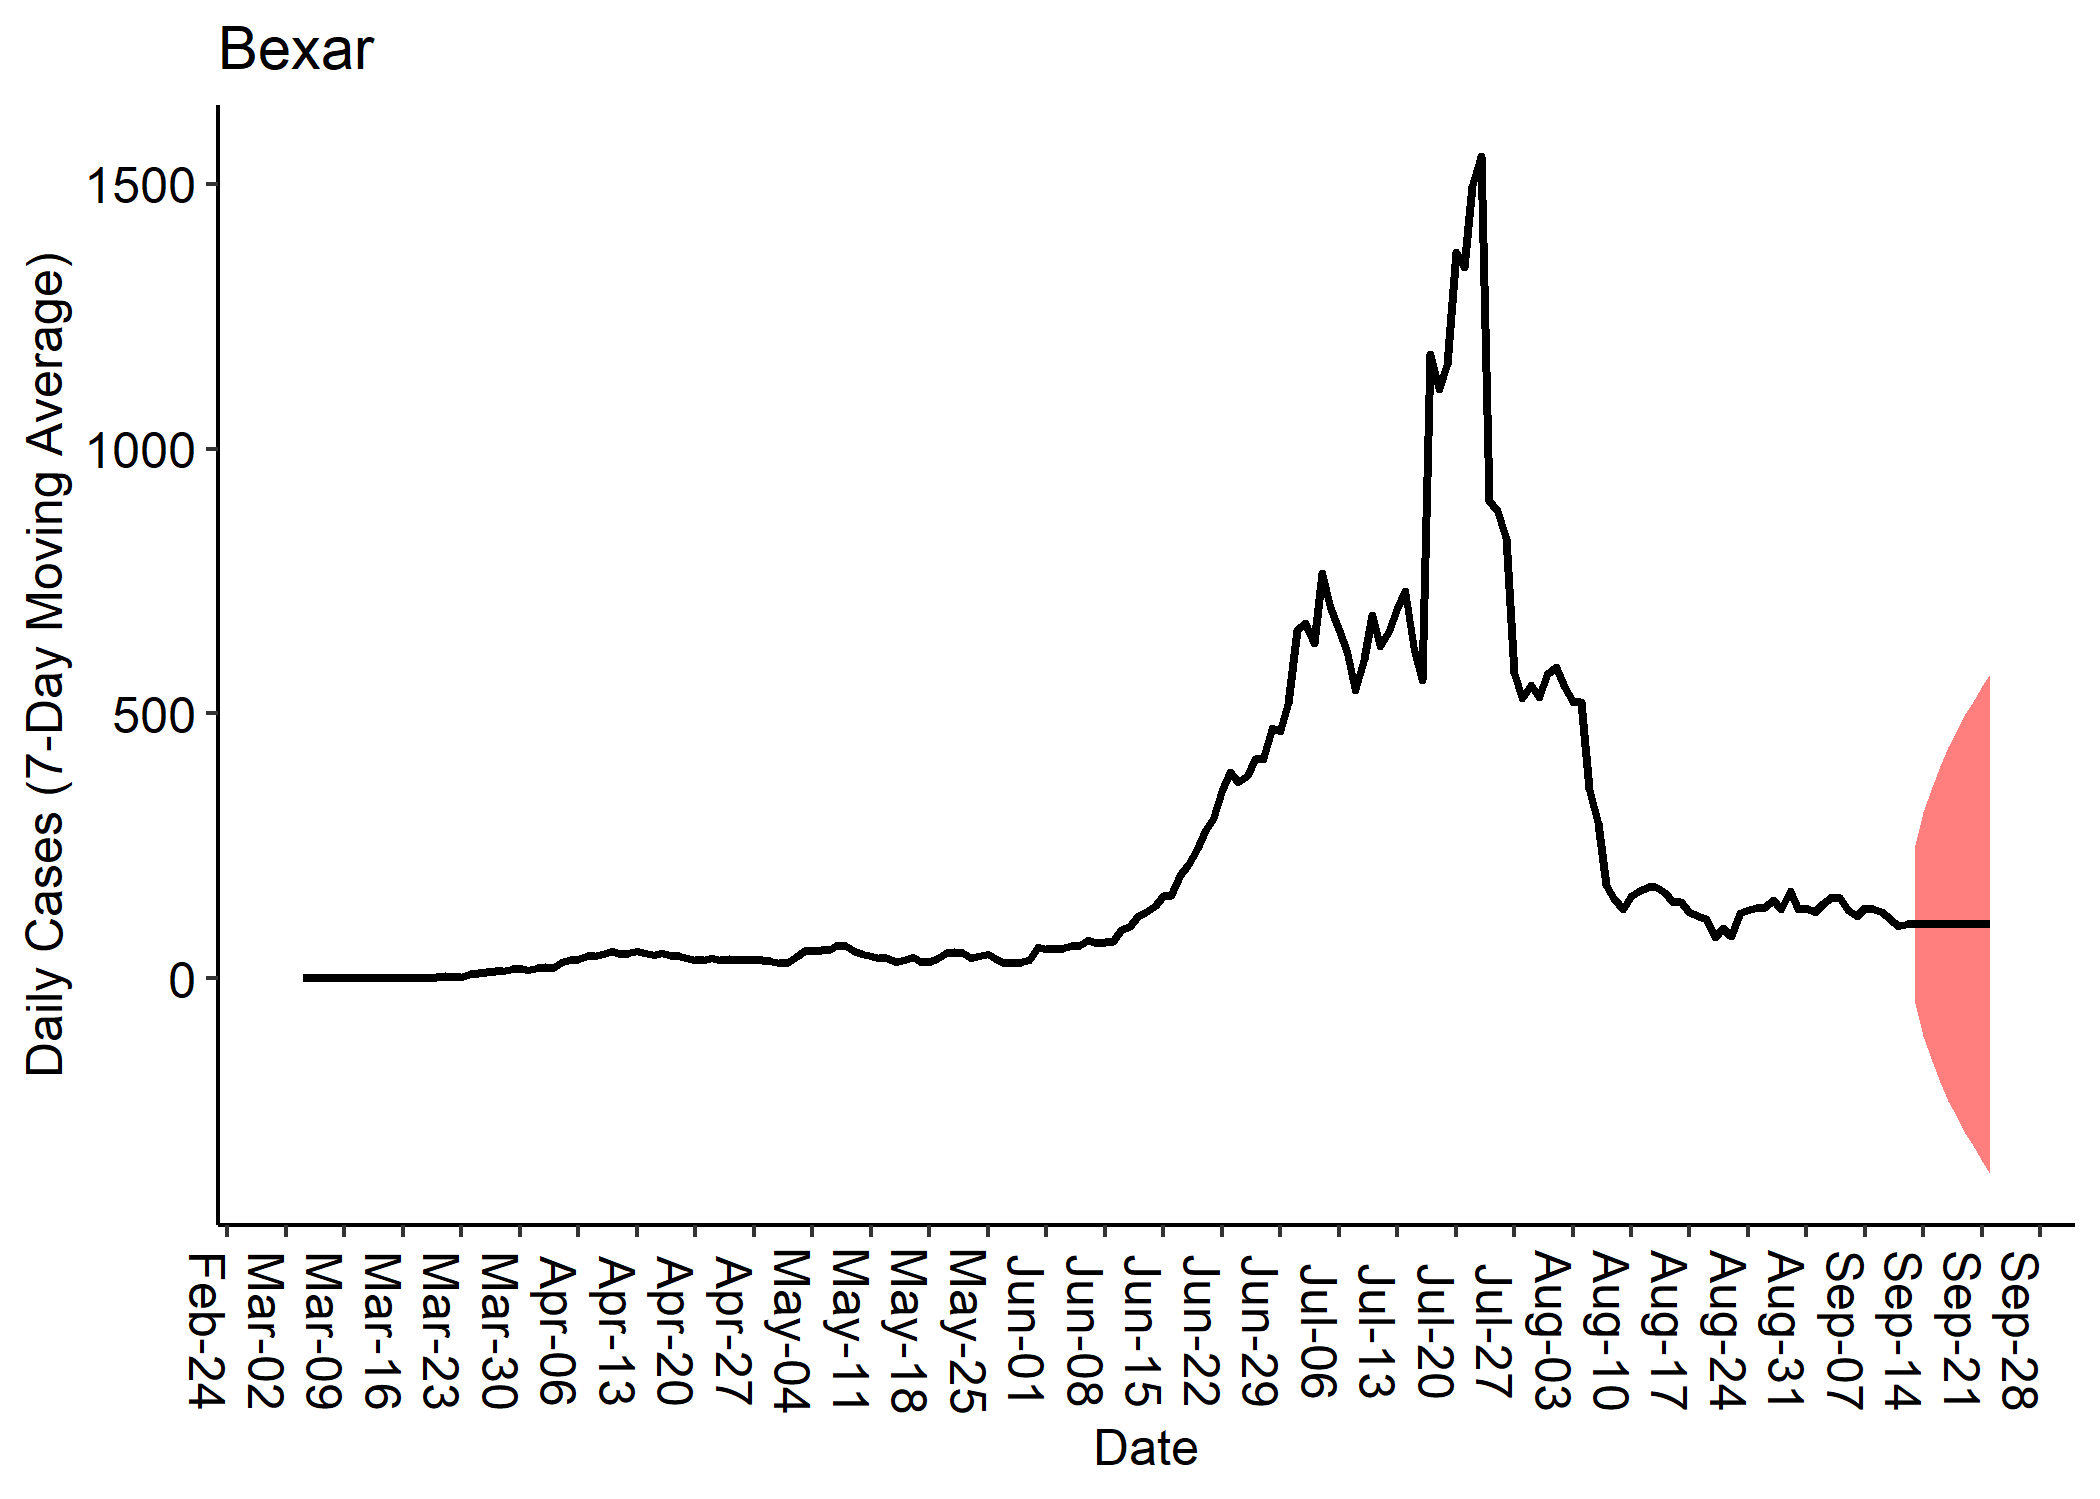 Bexar
Daily Cases (7-Day Moving Average)
1500
1000
500
0
Feb-24
Mar-02
Mar-09
Mar-16
Mar-23
Mar-30
Apr-06
Apr-13
Apr-20
Apr-27
May-04
May-11
May-18
May-25
Jun-01
Jun-08
Jun-15
Jun-22
Jun-29
Jul-06
Jul-13
Jul-20
Jul-27
Aug-03
Aug-10
Aug-17
Aug-24
Aug-31
Sep-07
Sep-14
Sep-21
Sep-28
Date